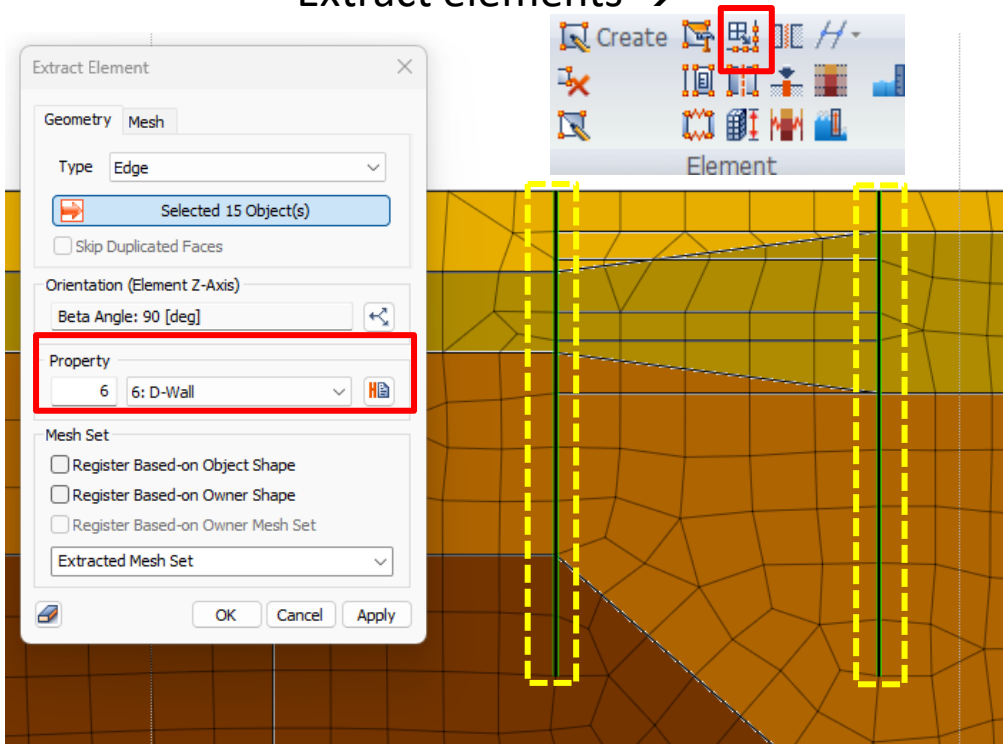 Extract elements →
Create
Element
Extract Element
Geometry Mesh
Type Edge
Selected 15 Object(s)
Skip Duplicated Faces
Orientation (Element Z-Axis)
Beta Angle: 90 [deg]
Property
6 6: D-Wall
Mesh Set
Register Based-on Object Shape
Register Based-on Owner Shape
Register Based-on Owner Mesh Set
Extracted Mesh Set
OK Cancel Apply